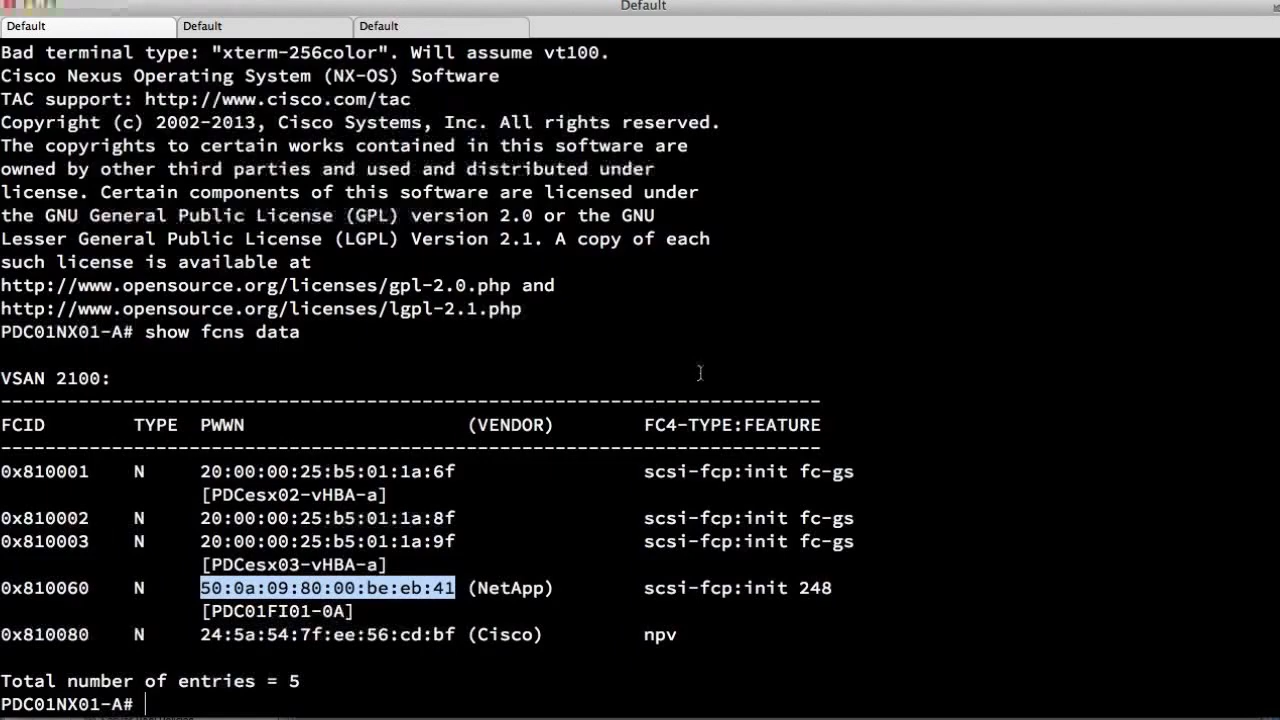 Default
Default
Default
Default
Bad terminal type: "xterm-256color". Will assume vt100.
Cisco Nexus Operating System (NX-OS) Software
TAC support: http://www.cisco.com/tac
Copyright (c) 2002-2013, Cisco Systems, Inc. All rights reserved.
The copyrights to certain works contained in this software are
owned by other third parties and used and distributed under
license. Certain components of this software are licensed under
the GNU General Public License (GPL) version 2.0 or the GNU
Lesser General Public License (LGPL) Version 2.1. A copy of each
such license is available at
http://www.opensource.org/licenses/gpl-2.0.php and
http://www.opensource.org/licenses/lgpl-2.1.php
PDC01NX01-A# show fcns data
VSAN 2100:
--------------------------------------------------------------------------
FCID TYPE PWWN (VENDOR) FC4-TYPE:FEATURE
--------------------------------------------------------------------------
0x810001 N 20:00:00:25:b5:01:1a:6f scsi-fcp:init fc-gs
[PDCesx02-vHBA-a]
0x810002 N 20:00:00:25:b5:01:1a:8f scsi-fcp:init fc-gs
0x810003 N 20:00:00:25:b5:01:1a:9f scsi-fcp:init fc-gs
[PDCesx03-vHBA-a]
0x810060 N 50:0a:09:80:00:be:eb:41 (NetApp) scsi-fcp:init 248
[PDC01FI01-0A]
0x810080 N 24:5a:54:7f:ee:56:cd:bf (Cisco) npv
Total number of entries = 5
PDC01NX01-A#